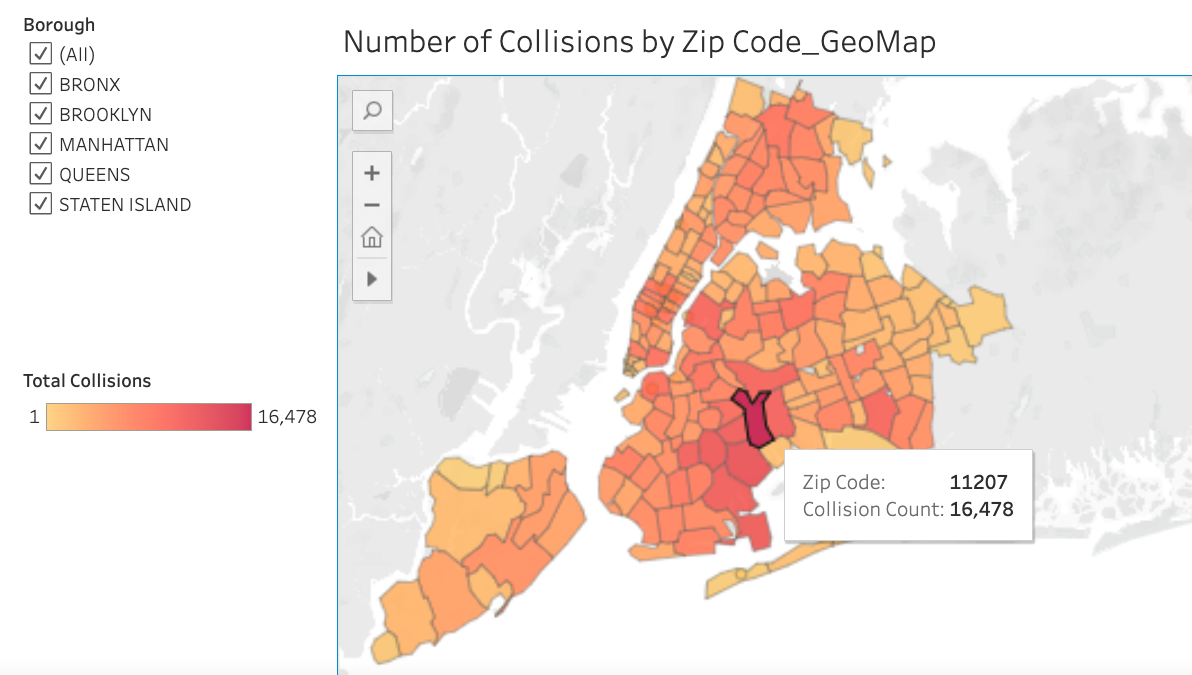 Borough
(All)
BRONX
BROOKLYN
MANHATTAN
QUEENS
STATEN ISLAND
Total Collisions
1 16,478
Number of Collisions by Zip Code_GeoMap
+
−
Zip Code: 11207
Collision Count: 16,478